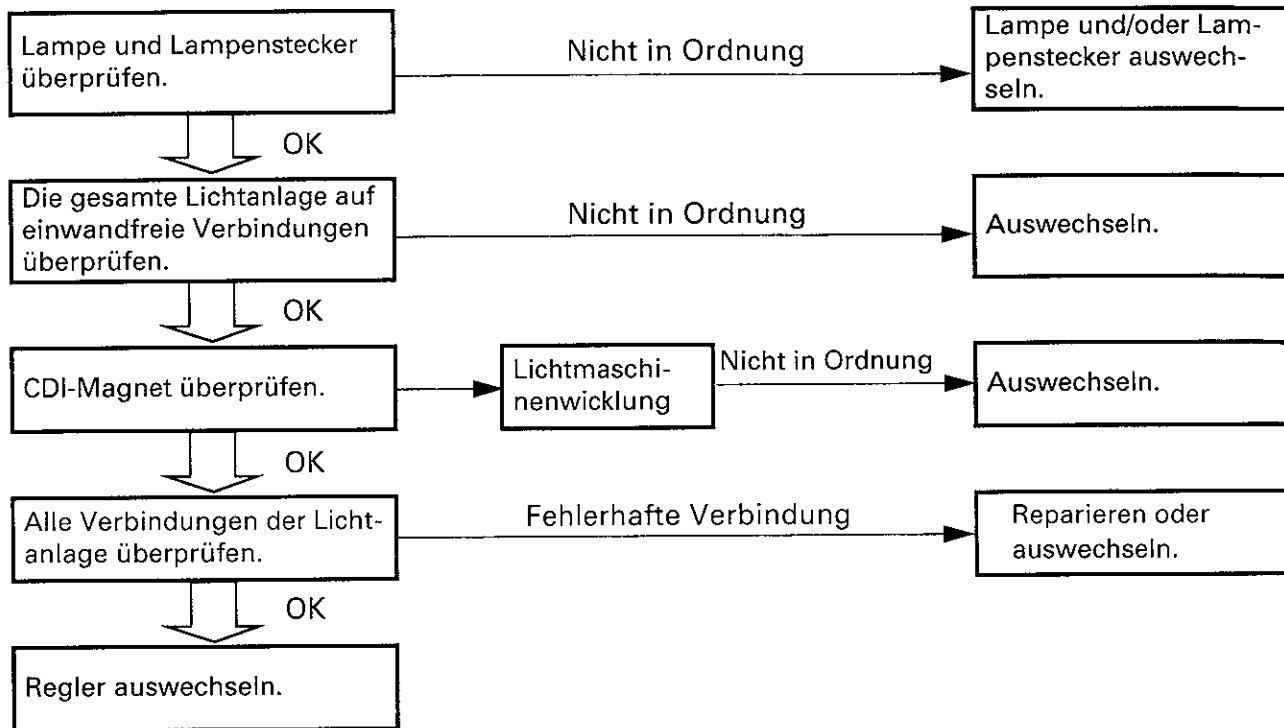 Lampe und Lampenstecker
überprüfen.
Nicht in Ordnung
Lampe und/oder Lam-
penstecker auswech-
seln.
OK
Die gesamte Lichtanlage auf
einwandfreie Verbindungen
überprüfen.
Nicht in Ordnung
Auswechseln.
OK
CDI-Magnet überprüfen.
Lichtmaschi-
nenwicklung
Nicht in Ordnung
Auswechseln.
OK
Alle Verbindungen der Licht-
anlage überprüfen.
Fehlerhafte Verbindung
Reparieren oder
auswechseln.
OK
Regler auswechseln.